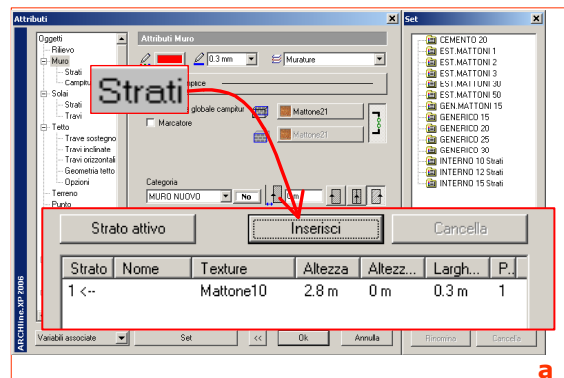 Attributi
Set
Oggetti
Rilievo
Muro
Strati
Solai
Strati
Travi
Tetto
Trave sostegno
Travi inclinate
Travi orizzontali
Geometria tetto
Opzioni
Terreno
Punto
Attributi Muro
0.3 mm
Murature
Strati
globale campitur
Mattone21
Marcatore
Mattone21
Categoria
MURO NUOVO
No
CEMENTO 20
EST.MATTONI 1
EST.MATTONI 2
EST.MATTONI 3
EST.MATTONI 30
EST.MATTONI 50
GEN.MATTONI 15
GENERICO 15
GENERICO 20
GENERICO 25
GENERICO 30
INTERNO 10 Strati
INTERNO 12 Strati
INTERNO 15 Strati
Strato attivo
Inserisci
Cancella
Strato Nome Texture Altezza Altezz... Largh... P..
1 <-- Mattone10 2.8 m 0 m 0.3 m 1
ARCHline.XP 2006
Variabili associate
Set
<<
Ok
Annulla
Rinomina
Cancella
a